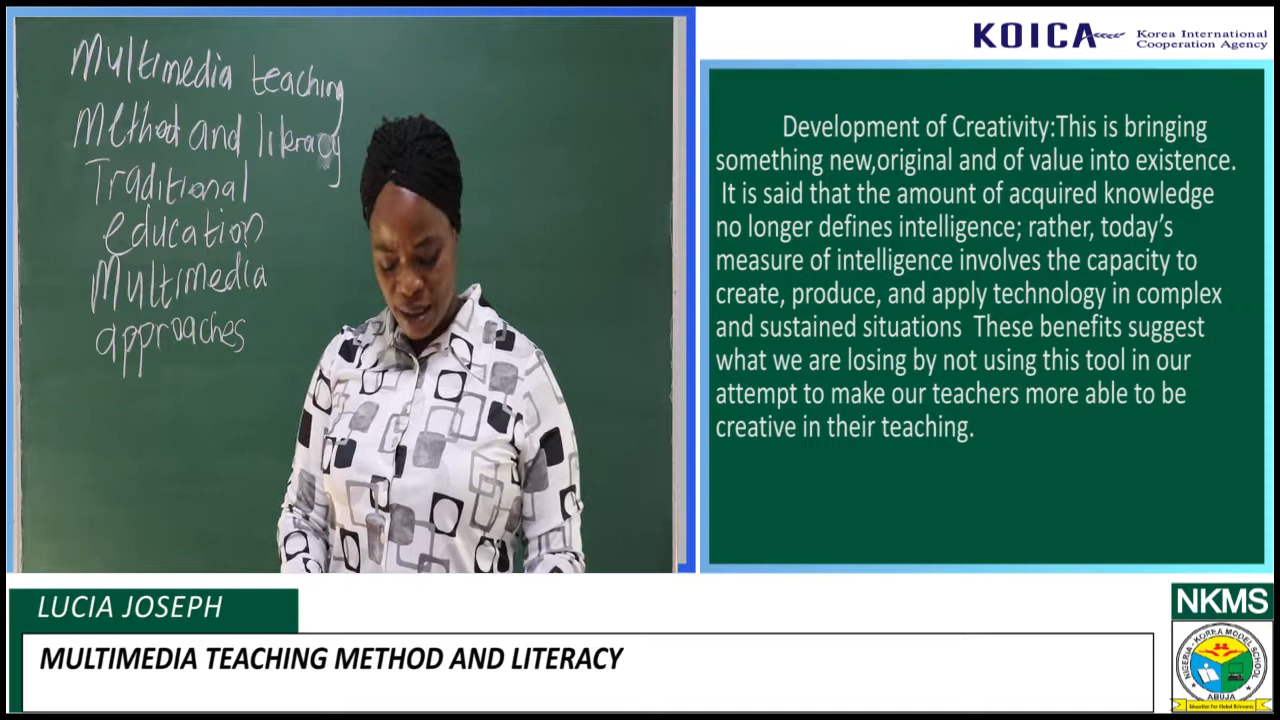 Multimedia teaching
Method and literacy
Traditional
education
Multimedia
approaches
KOICA
Korea International
Cooperation Agency
Development of Creativity:This is bringing
something new,original and of value into existence.
It is said that the amount of acquired knowledge
no longer defines intelligence; rather, today’s
measure of intelligence involves the capacity to
create, produce, and apply technology in complex
and sustained situations These benefits suggest
what we are losing by not using this tool in our
attempt to make our teachers more able to be
creative in their teaching.
LUCIA JOSEPH
MULTIMEDIA TEACHING METHOD AND LITERACY
NKMS
NIGERIA - KOREA MODEL SCHOOL
ABUJA
Education For Global Relevance